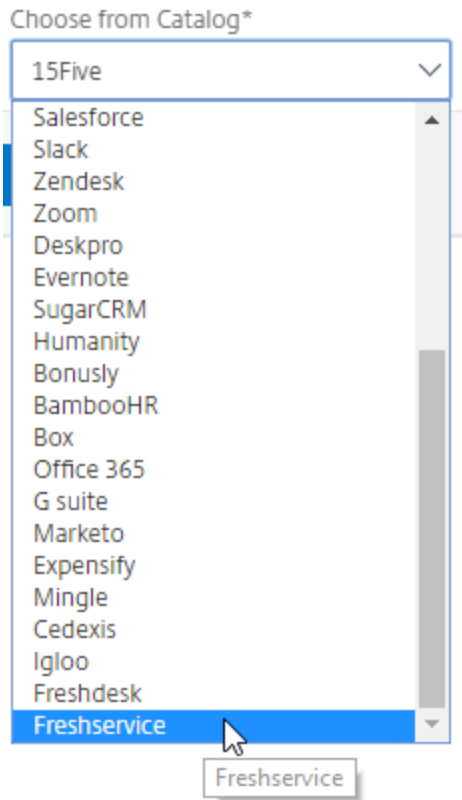 Choose from Catalog*
15Five
Salesforce
Slack
Zendesk
Zoom
Deskpro
Evernote
SugarCRM
Humanity
Bonusly
BambooHR
Box
Office 365
G suite
Marketo
Expensify
Mingle
Cedexis
Igloo
Freshdesk
Freshservice
Freshservice